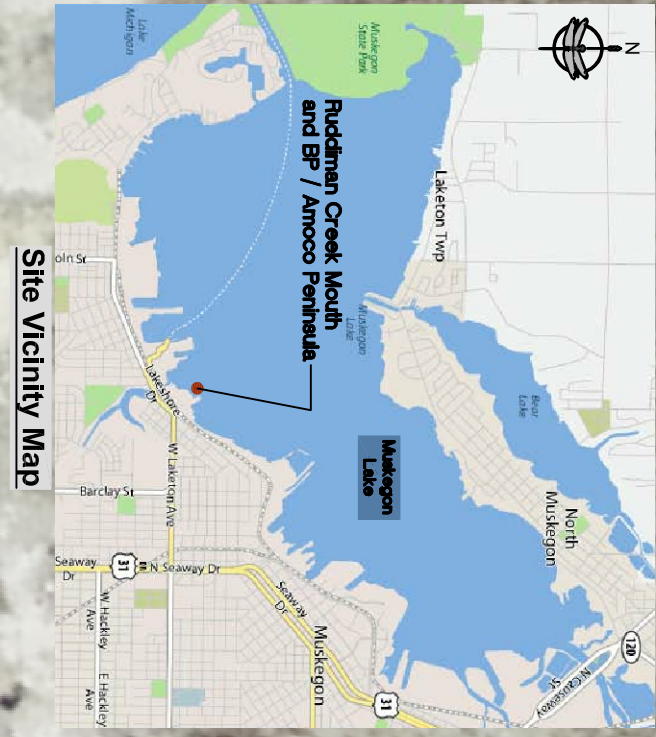 N
Lake
Michigan
Muskegon
State Park
Laketon Twp
Ruddiman Creek Mouth
and BP / Amoco Peninsula
Muskegon
Lake
Bear
Lake
Muskegon
Lake
North
Muskegon
120
N Causeway
St
oln St
Lakeshore
Dr
W Laketon Ave
Barclay St
Seaway
Dr
31
N Seaway Dr
Seaway
Dr
W Hackley
Ave
E Hackley
Ave
Muskegon
31
Site Vicinity Map